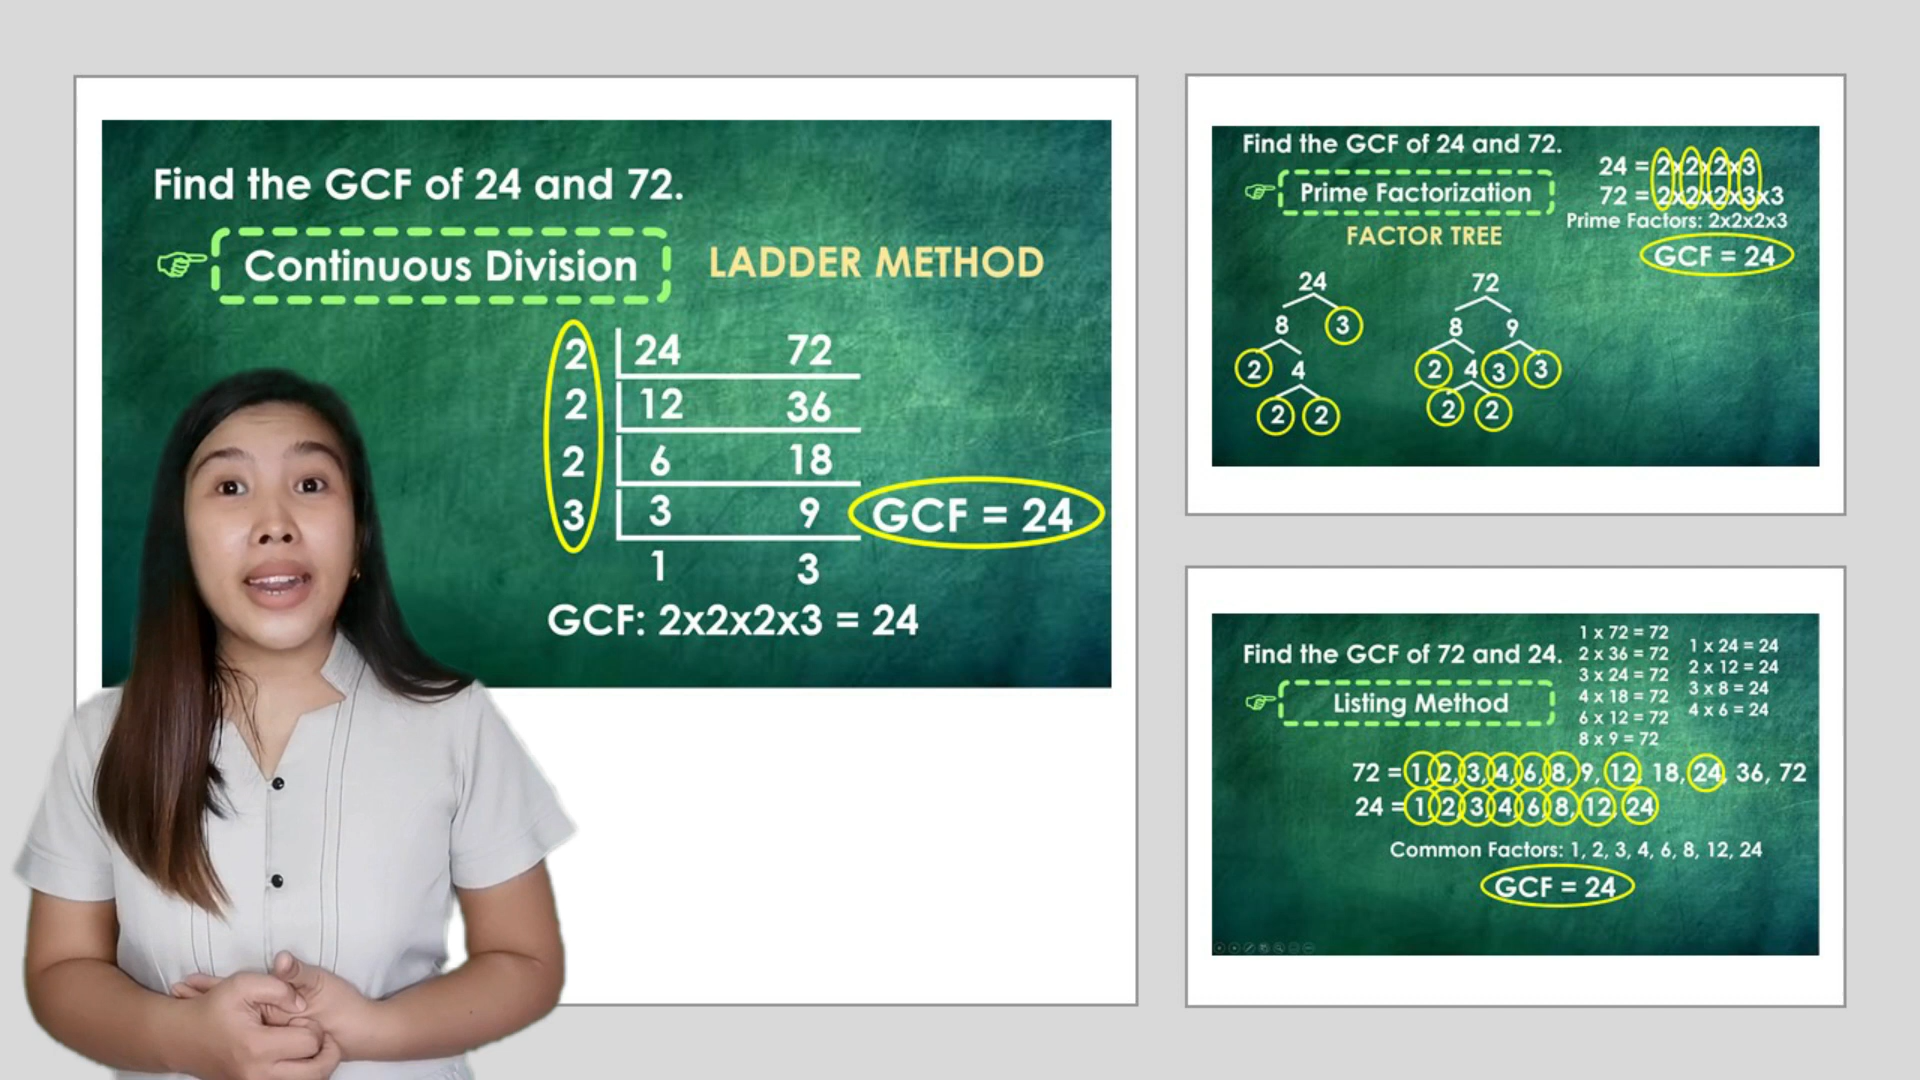 Find the GCF of 24 and 72.
Continuous Division
LADDER METHOD
2 24 72
2 12 36
2 6 18
3 3 9
GCF = 24
1 3
GCF: 2x2x2x3 = 24
Find the GCF of 24 and 72.
Prime Factorization
FACTOR TREE
24 = 2x2x2x3
72 = 2x2x2x3x3
Prime Factors: 2x2x2x3
GCF = 24
24 72
8 3 8 9
2 4 2 4 3 3
2 2 2 2
Find the GCF of 72 and 24.
Listing Method
1 x 72 = 72
2 x 36 = 72
3 x 24 = 72
4 x 18 = 72
6 x 12 = 72
8 x 9 = 72
1 x 24 = 24
2 x 12 = 24
3 x 8 = 24
4 x 6 = 24
72 = 1, 2, 3, 4, 6, 8, 9, 12, 18, 24, 36, 72
24 = 1, 2, 3, 4, 6, 8, 12, 24
Common Factors: 1, 2, 3, 4, 6, 8, 12, 24
GCF = 24